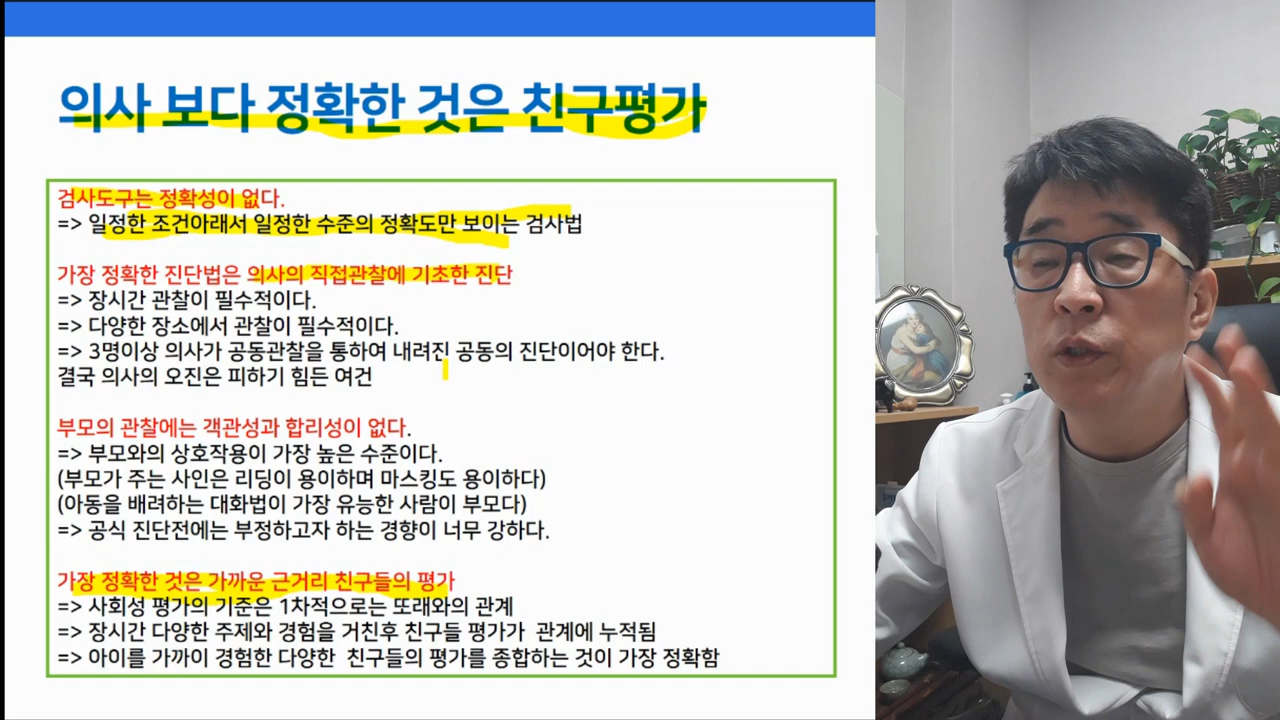 의사 보다 정확한 것은 친구평가
검사도구는 정확성이 없다.
=> 일정한 조건아래서 일정한 수준의 정확도만 보이는 검사법
가장 정확한 진단법은 의사의 직접관찰에 기초한 진단
=> 장시간 관찰이 필수적이다.
=> 다양한 장소에서 관찰이 필수적이다.
=> 3명이상 의사가 공동관찰을 통하여 내려진 공동의 진단이어야 한다.
결국 의사의 오진은 피하기 힘든 여건
부모의 관찰에는 객관성과 합리성이 없다.
=> 부모와의 상호작용이 가장 높은 수준이다.
(부모가 주는 사인은 리딩이 용이하며 마스킹도 용이하다)
(아동을 배려하는 대화법이 가장 유능한 사람이 부모다)
=> 공식 진단전에는 부정하고자 하는 경향이 너무 강하다.
가장 정확한 것은 가까운 근거리 친구들의 평가
=> 사회성 평가의 기준은 1차적으로는 또래와의 관계
=> 장시간 다양한 주제와 경험을 거친후 친구들 평가가 관계에 누적됨
=> 아이를 가까이 경험한 다양한 친구들의 평가를 종합하는 것이 가장 정확함